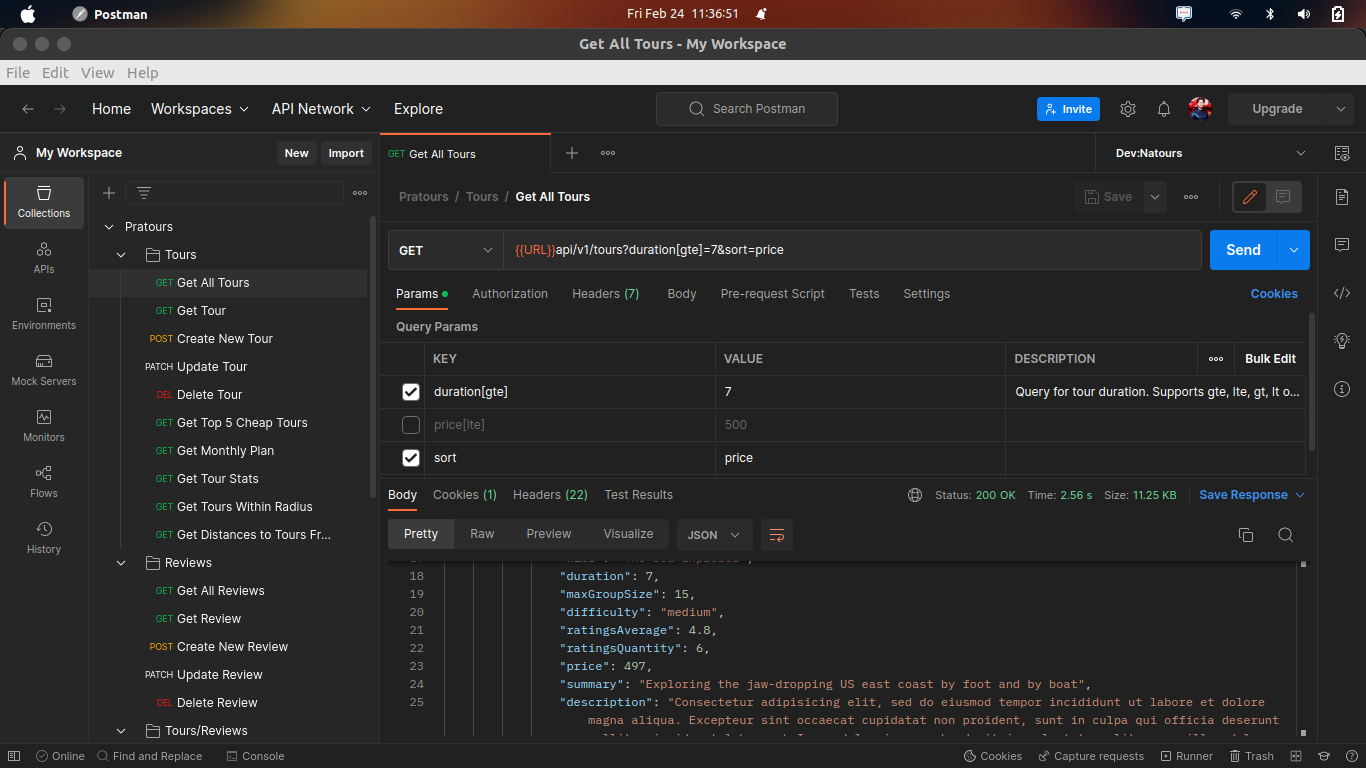 Postman
Fri Feb 24 11:36:51
Get All Tours - My Workspace
File Edit View Help
Home Workspaces API Network Explore
Search Postman
Invite
Upgrade
My Workspace
New Import
GET Get All Tours
Dev:Natours
Collections
APIs
Environments
Mock Servers
Monitors
Flows
History
Pratours
Tours
GET Get All Tours
GET Get Tour
POST Create New Tour
PATCH Update Tour
DEL Delete Tour
GET Get Top 5 Cheap Tours
GET Get Monthly Plan
GET Get Tour Stats
GET Get Tours Within Radius
GET Get Distances to Tours Fr...
Reviews
GET Get All Reviews
GET Get Review
POST Create New Review
PATCH Update Review
DEL Delete Review
Tours/Reviews
Pratours / Tours / Get All Tours
Save
GET {{URL}}api/v1/tours?duration[gte]=7&sort=price
Send
Params Authorization Headers (7) Body Pre-request Script Tests Settings
Cookies
Query Params
KEY VALUE DESCRIPTION Bulk Edit
duration[gte] 7 Query for tour duration. Supports gte, lte, gt, lt o...
price[lte] 500
sort price
Body Cookies (1) Headers (22) Test Results
Status: 200 OK Time: 2.56 s Size: 11.25 KB Save Response
Pretty Raw Preview Visualize JSON
18 "duration": 7,
19 "maxGroupSize": 15,
20 "difficulty": "medium",
21 "ratingsAverage": 4.8,
22 "ratingsQuantity": 6,
23 "price": 497,
24 "summary": "Exploring the jaw-dropping US east coast by foot and by boat",
25 "description": "Consectetur adipisicing elit, sed do eiusmod tempor incididunt ut labore et dolore
magna aliqua. Excepteur sint occaecat cupidatat non proident, sunt in culpa qui officia deserunt
Online Find and Replace Console
Cookies Capture requests Runner Trash